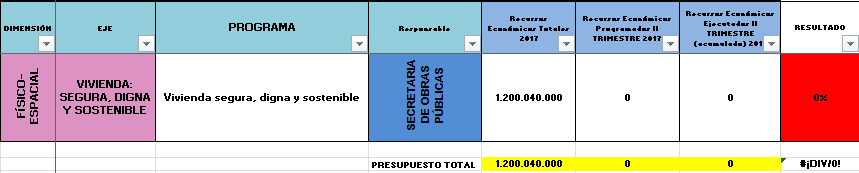 DIMENSIÓN
EJE
PROGRAMA
Responsable
Recursos
Económicos Totales
2017
Recursos Económicos
Programados II
TRIMESTRE 2017
Recursos Económicos
Ejecutados II
TRIMESTRE
(acumulado) 201
RESULTADO
FÍSICO-
ESPACIAL
VIVIENDA:
SEGURA, DIGNA
Y SOSTENIBLE
Vivienda segura, digna y sostenible
SECRETARIA
DE OBRAS
PÚBLICAS
1.200.040.000
0
0
0%
PRESUPUESTO TOTAL
1.200.040.000
0
0
#¡DIV/0!